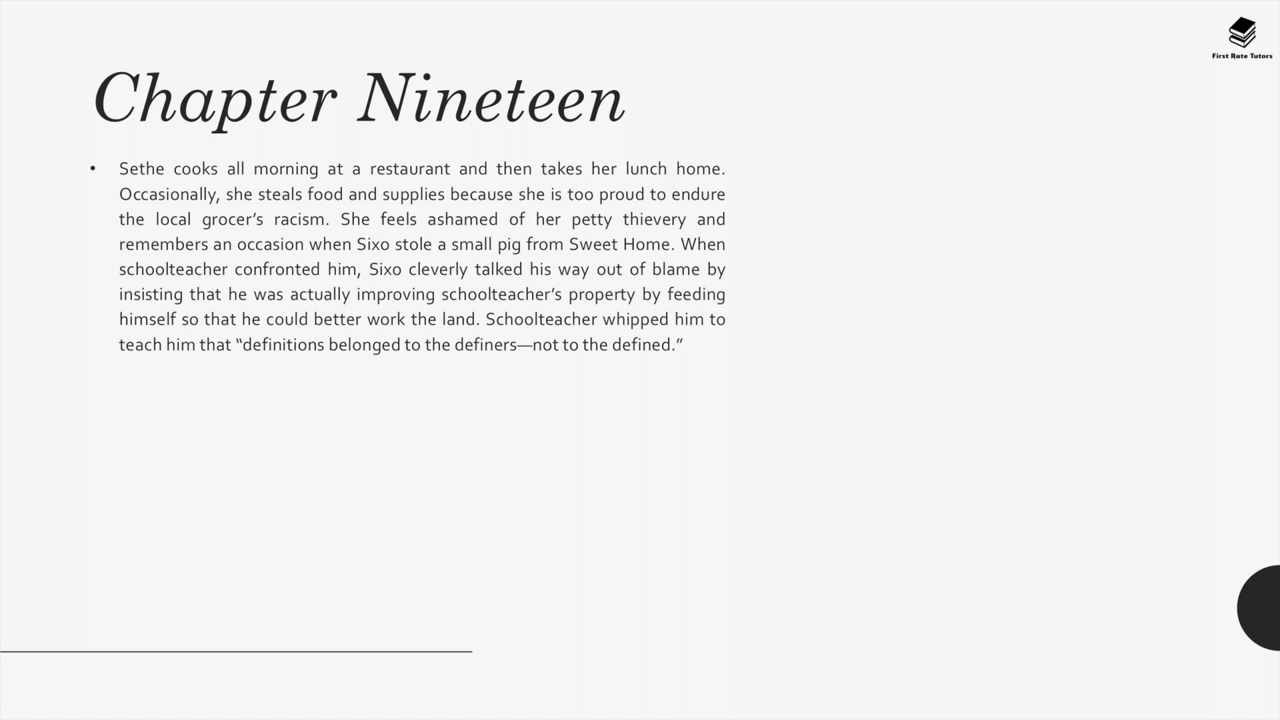 First Rate Tutors
Chapter Nineteen
• Sethe cooks all morning at a restaurant and then takes her lunch home.
Occasionally, she steals food and supplies because she is too proud to endure
the local grocer’s racism. She feels ashamed of her petty thievery and
remembers an occasion when Sixo stole a small pig from Sweet Home. When
schoolteacher confronted him, Sixo cleverly talked his way out of blame by
insisting that he was actually improving schoolteacher’s property by feeding
himself so that he could better work the land. Schoolteacher whipped him to
teach him that “definitions belonged to the definers—not to the defined.”